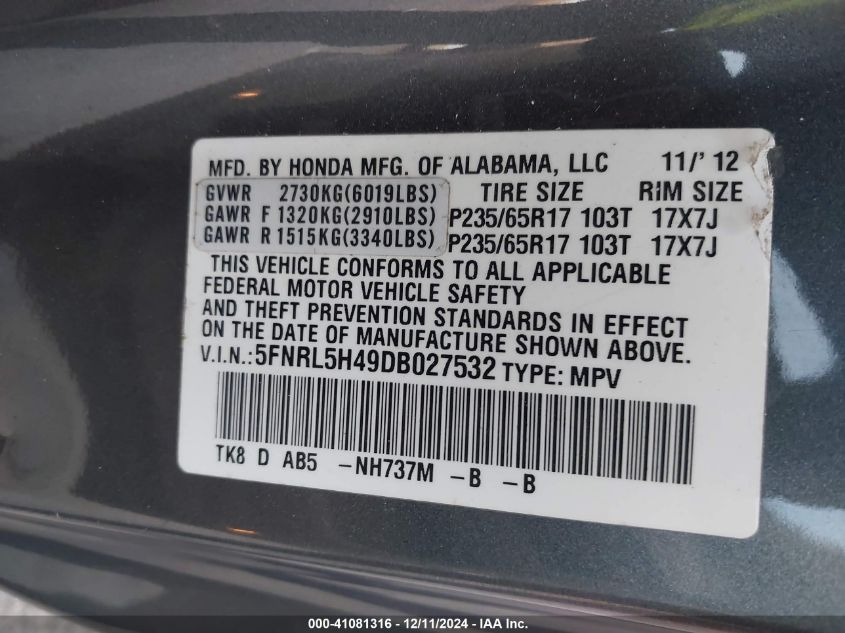 MFD. BY HONDA MFG. OF ALABAMA, LLC 11/' 12
GVWR 2730KG(6019LBS) TIRE SIZE RIM SIZE
GAWR F 1320KG(2910LBS) P235/65R17 103T 17X7J
GAWR R 1515KG(3340LBS) P235/65R17 103T 17X7J
THIS VEHICLE CONFORMS TO ALL APPLICABLE
FEDERAL MOTOR VEHICLE SAFETY
AND THEFT PREVENTION STANDARDS IN EFFECT
ON THE DATE OF MANUFACTURE SHOWN ABOVE.
V.I.N.:5FNRL5H49DB027532 TYPE: MPV
TK8 D AB5 -NH737M -B -B
000-41081316 - 12/11/2024 - IAA Inc.